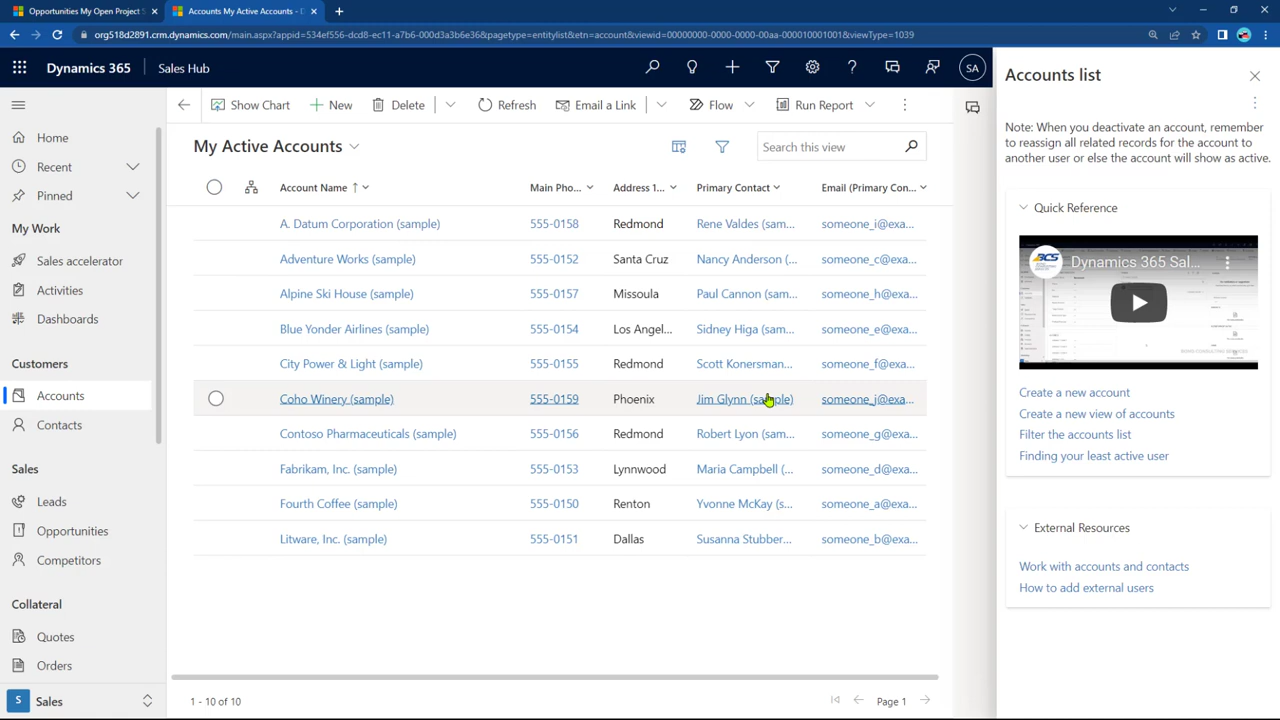 Opportunities My Open Project S
Accounts My Active Accounts - D
org518d2891.crm.dynamics.com/main.aspx?appid=534ef556-dcd8-ec11-a7b6-000d3a3b6e36&pagetype=entitylist&etn=account&viewid=00000000-0000-0000-00aa-000010001001&viewType=1039
Dynamics 365 Sales Hub SA
Show Chart New Delete Refresh Email a Link Flow Run Report
Home
Recent
Pinned
My Work
Sales accelerator
Activities
Dashboards
Customers
Accounts
Contacts
Sales
Leads
Opportunities
Competitors
Collateral
Quotes
Orders
S Sales
My Active Accounts Search this view
Account Name ↑ Main Pho... Address 1... Primary Contact Email (Primary Con...
A. Datum Corporation (sample) 555-0158 Redmond Rene Valdes (sam... someone_i@exa...
Adventure Works (sample) 555-0152 Santa Cruz Nancy Anderson (... someone_c@exa...
Alpine Ski House (sample) 555-0157 Missoula Paul Cannon (sam... someone_h@exa...
Blue Yonder Airlines (sample) 555-0154 Los Angel... Sidney Higa (sam... someone_e@exa...
City Power & Light (sample) 555-0155 Redmond Scott Konersman... someone_f@exa...
Coho Winery (sample) 555-0159 Phoenix Jim Glynn (sample) someone_j@exa...
Contoso Pharmaceuticals (sample) 555-0156 Redmond Robert Lyon (sam... someone_g@exa...
Fabrikam, Inc. (sample) 555-0153 Lynnwood Maria Campbell (... someone_d@exa...
Fourth Coffee (sample) 555-0150 Renton Yvonne McKay (s... someone_a@exa...
Litware, Inc. (sample) 555-0151 Dallas Susanna Stubber... someone_b@exa...
1 - 10 of 10 Page 1
Accounts list
Note: When you deactivate an account, remember
to reassign all related records for the account to
another user or else the account will show as active.
Quick Reference
BCS
Dynamics 365 Sal...
Create a new account
Create a new view of accounts
Filter the accounts list
Finding your least active user
External Resources
Work with accounts and contacts
How to add external users